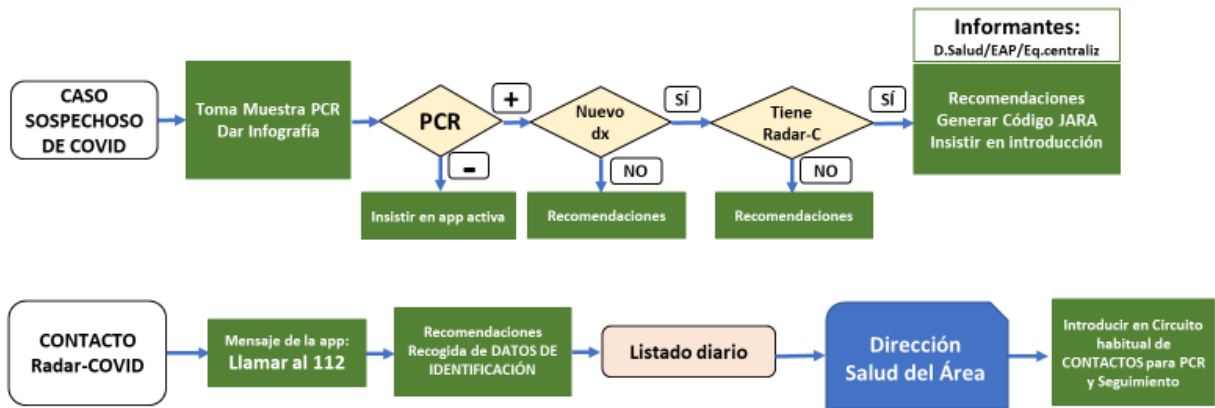 Informantes:
D.Salud/EAP/Eq.centraliz
CASO
SOSPECHOSO
DE COVID
Toma Muestra PCR
Dar Infografía
PCR
+
Nuevo
dx
SÍ
Tiene
Radar-C
SÍ
Recomendaciones
Generar Código JARA
Insistir en introducción
-
NO
NO
Insistir en app activa
Recomendaciones
Recomendaciones
CONTACTO
Radar-COVID
Mensaje de la app:
Llamar al 112
Recomendaciones
Recogida de DATOS DE
IDENTIFICACIÓN
Listado diario
Dirección
Salud del Área
Introducir en Circuito
habitual de
CONTACTOS para PCR
y Seguimiento